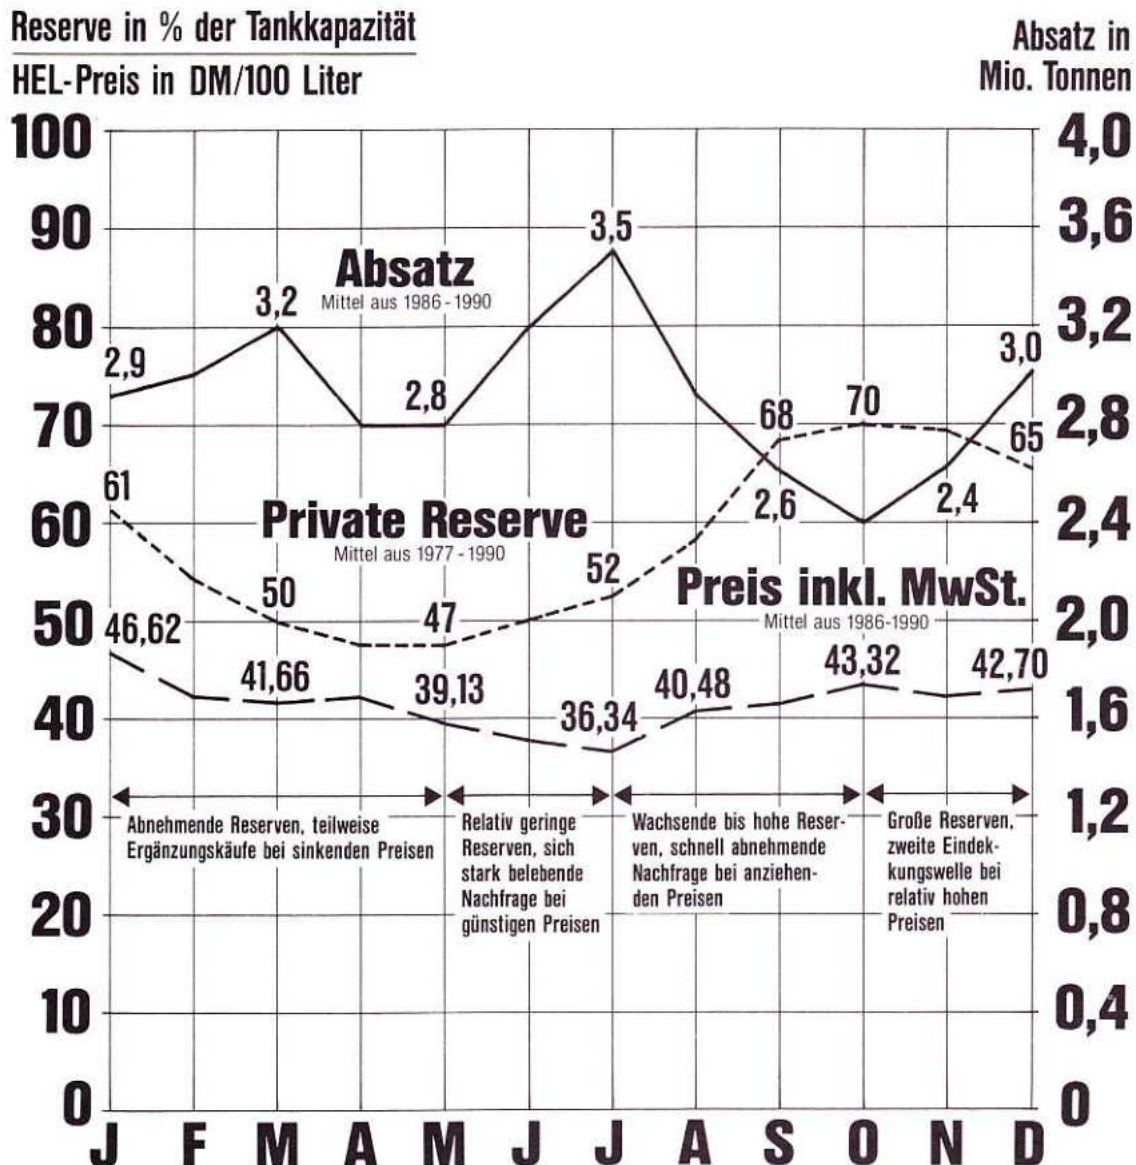 Reserve in % der Tankkapazität
HEL-Preis in DM/100 Liter
Absatz in
Mio. Tonnen
100
90
80
70
60
50
40
30
20
10
0
4,0
3,6
3,2
2,8
2,4
2,0
1,6
1,2
0,8
0,4
0
Absatz
Mittel aus 1986-1990
2,9
3,2
2,8
3,5
2,6
2,4
3,0
Private Reserve
Mittel aus 1977-1990
61
50
47
52
68
70
65
Preis inkl. MwSt.
Mittel aus 1986-1990
46,62
41,66
39,13
36,34
40,48
43,32
42,70
Abnehmende Reserven, teilweise
Ergänzungskäufe bei sinkenden Preisen
Relativ geringe
Reserven, sich
stark belebende
Nachfrage bei
günstigen Preisen
Wachsende bis hohe Reser-
ven, schnell abnehmende
Nachfrage bei anziehen-
den Preisen
Große Reserven,
zweite Eindek-
kungswelle bei
relativ hohen
Preisen
J F M A M J J A S O N D